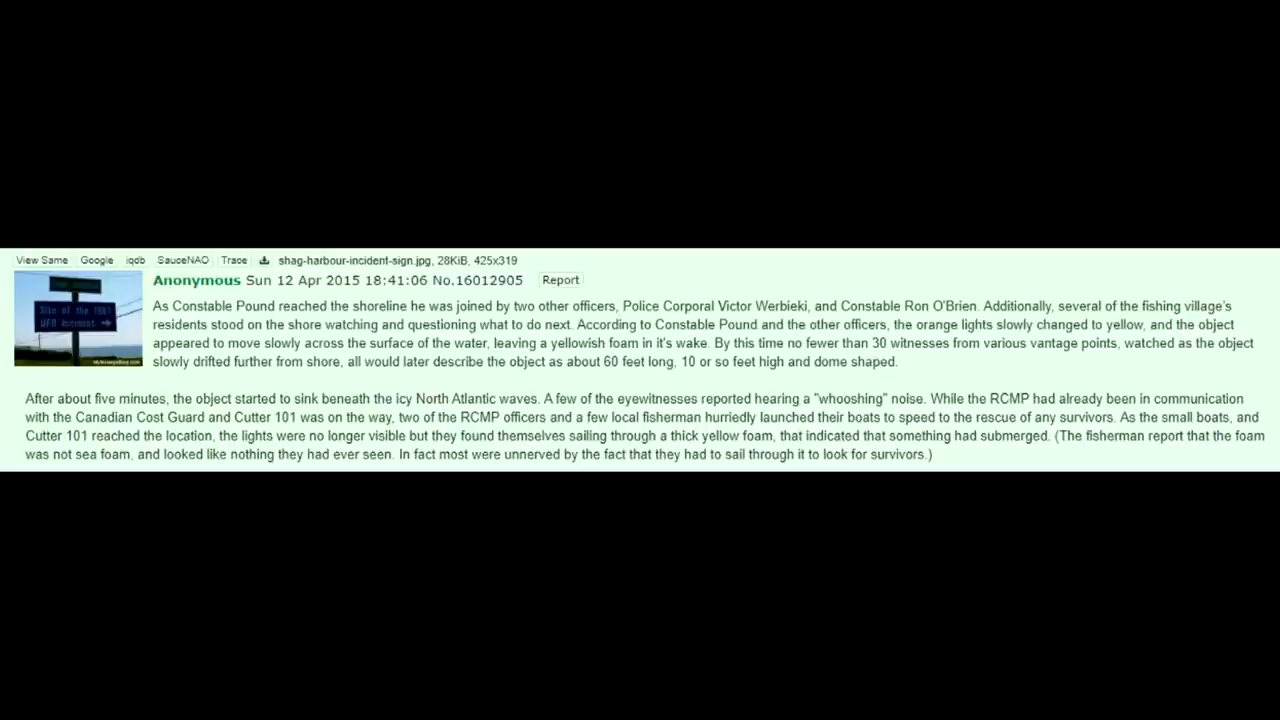 View Same Google iqdb SauceNAO Trace shag-harbour-incident-sign.jpg, 28KiB, 425x319
Anonymous Sun 12 Apr 2015 18:41:06 No.16012905 Report
Site of the 1967
UFO
As Constable Pound reached the shoreline he was joined by two other officers, Police Corporal Victor Werbieki, and Constable Ron O'Brien. Additionally, several of the fishing village's
residents stood on the shore watching and questioning what to do next. According to Constable Pound and the other officers, the orange lights slowly changed to yellow, and the object
appeared to move slowly across the surface of the water, leaving a yellowish foam in it's wake. By this time no fewer than 30 witnesses from various vantage points, watched as the object
slowly drifted further from shore, all would later describe the object as about 60 feet long, 10 or so feet high and dome shaped.
After about five minutes, the object started to sink beneath the icy North Atlantic waves. A few of the eyewitnesses reported hearing a "whooshing" noise. While the RCMP had already been in communication
with the Canadian Cost Guard and Cutter 101 was on the way, two of the RCMP officers and a few local fisherman hurriedly launched their boats to speed to the rescue of any survivors. As the small boats, and
Cutter 101 reached the location, the lights were no longer visible but they found themselves sailing through a thick yellow foam, that indicated that something had submerged. (The fisherman report that the foam
was not sea foam, and looked like nothing they had ever seen. In fact most were unnerved by the fact that they had to sail through it to look for survivors.)